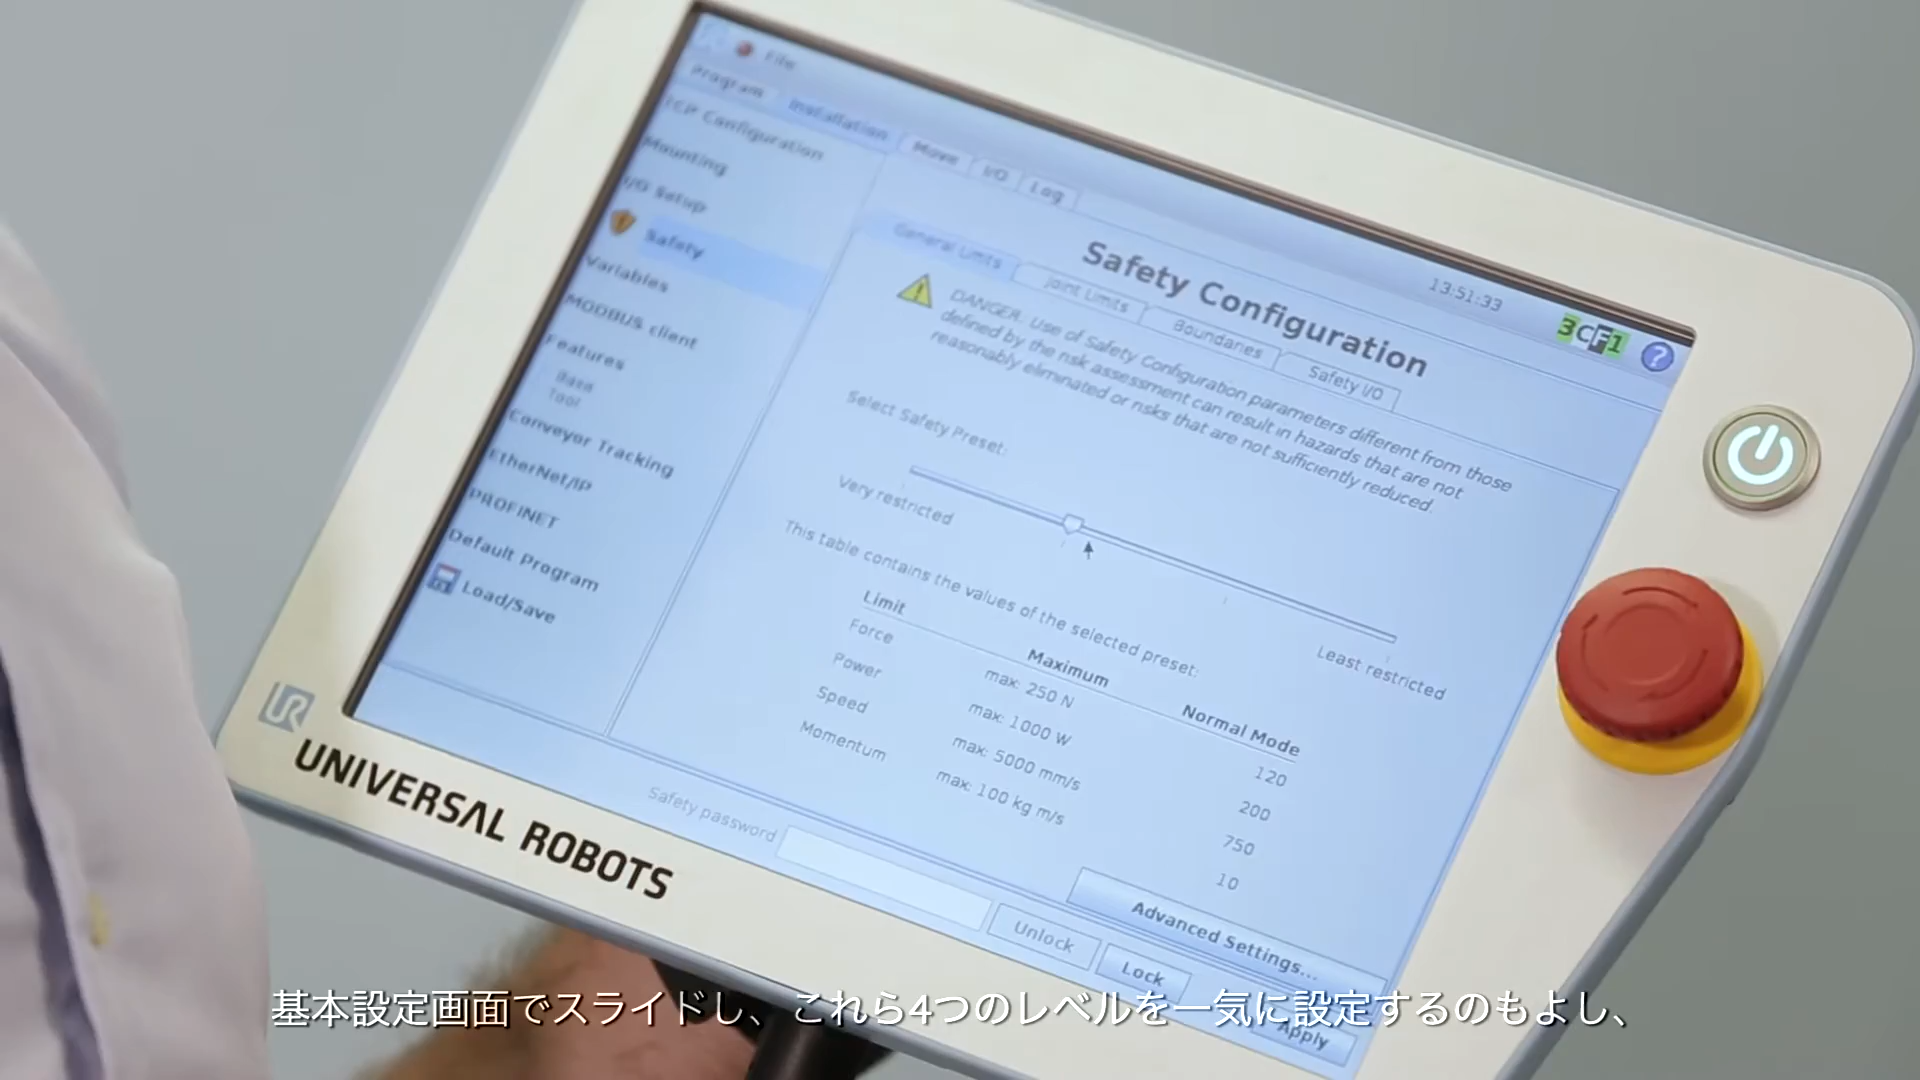 File
Program
Installation
Move
I/O
Log
TCP Configuration
Mounting
I/O Setup
Safety
Variables
MODBUS client
Features
Base
Tool
Conveyor Tracking
EtherNet/IP
PROFINET
Default Program
Load/Save
13:51:33
3CF1
?
Safety Configuration
General Limits
Joint Limits
Boundaries
Safety I/O
DANGER. Use of Safety Configuration parameters different from those
defined by the risk assessment can result in hazards that are not
reasonably eliminated or risks that are not sufficiently reduced.
Select Safety Preset:
Very restricted
Least restricted
This table contains the values of the selected preset:
Limit Maximum Normal Mode
Force max: 250 N 120
Power max: 1000 W 200
Speed max: 5000 mm/s 750
Momentum max: 100 kg m/s 10
Advanced Settings...
Safety password
Unlock
Lock
Apply
UR
UNIVERSAL ROBOTS
基本設定画面でスライドし、これら4つのレベルを一気に設定するのもよし、